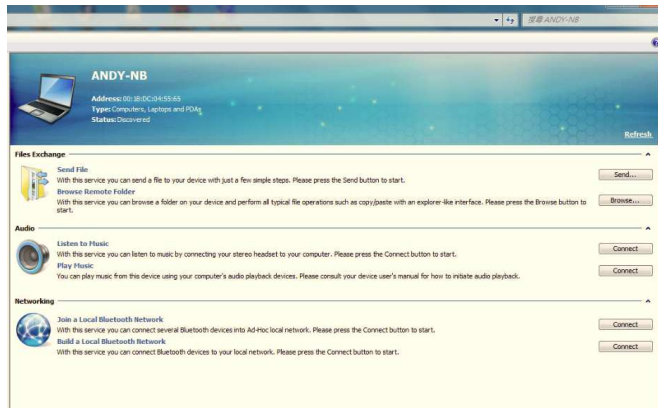 搜尋 ANDY-NB
ANDY-NB
Address: 00:1B:DC:04:55:65
Type: Computers, Laptops and PDAs
Status: Discovered
Refresh
Files Exchange
Send File
With this service you can send a file to your device with just a few simple steps. Please press the Send button to start.
Send...
Browse Remote Folder
With this service you can browse a folder on your device and perform all typical file operations such as copy/paste with an explorer-like interface. Please press the Browse button to
start.
Browse...
Audio
Listen to Music
With this service you can listen to music by connecting your stereo headset to your computer. Please press the Connect button to start.
Connect
Play Music
You can play music from this device using your computer's audio playback devices. Please consult your device user's manual for how to initiate audio playback.
Connect
Networking
Join a Local Bluetooth Network
With this service you can connect several Bluetooth devices into Ad-Hoc local network. Please press the Connect button to start.
Connect
Build a Local Bluetooth Network
With this service you can connect Bluetooth devices to your local network. Please press the Connect button to start.
Connect